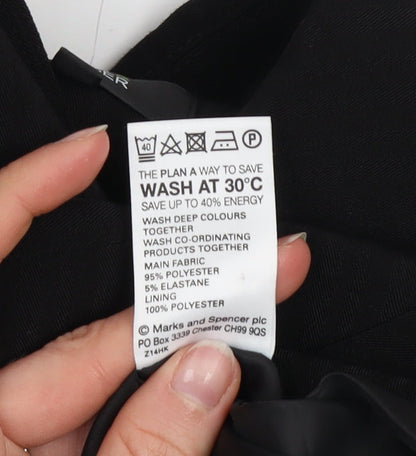 40 P
THE PLAN A WAY TO SAVE
WASH AT 30°C
SAVE UP TO 40% ENERGY
WASH DEEP COLOURS
TOGETHER
WASH CO-ORDINATING
PRODUCTS TOGETHER
MAIN FABRIC
95% POLYESTER
5% ELASTANE
LINING
100% POLYESTER
© Marks and Spencer plc
PO Box 3339 Chester CH99 9QS
Z14HK